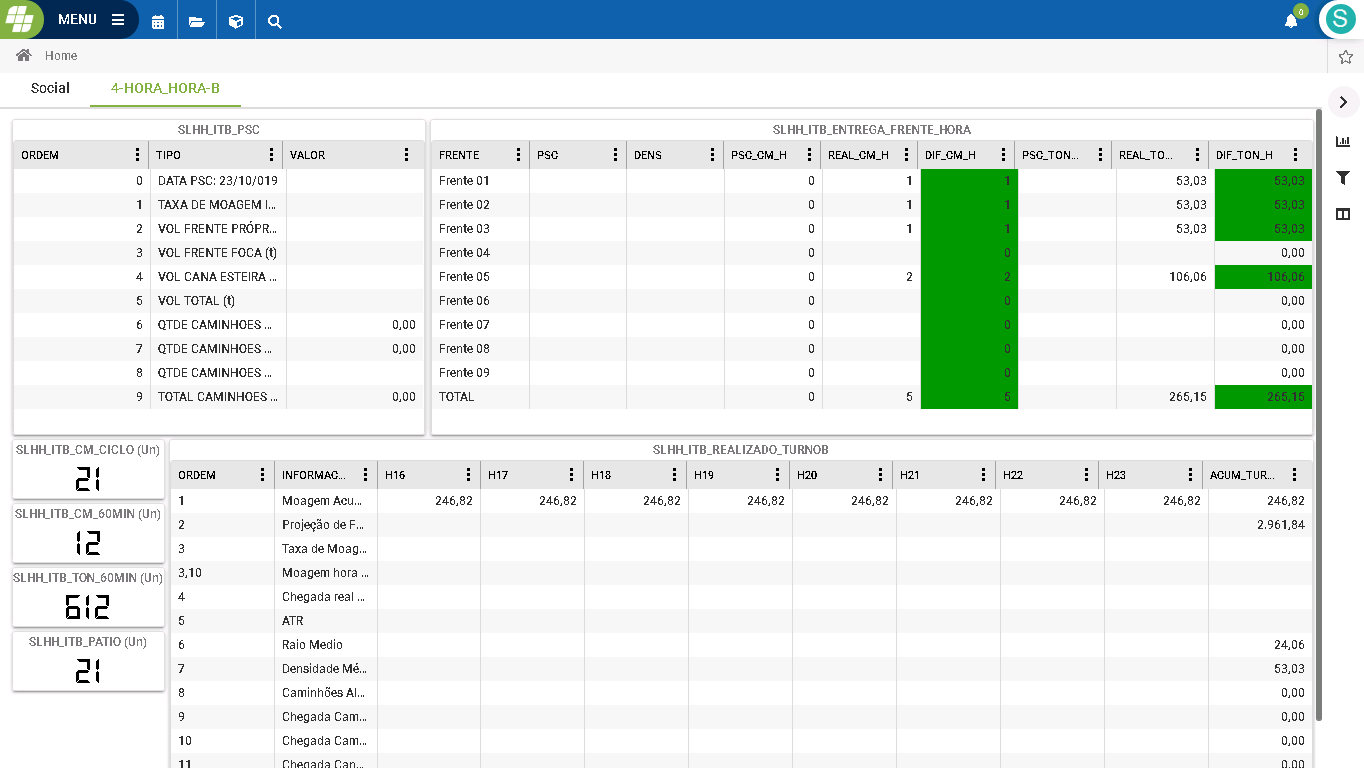 MENU
0
S
Home
Social
4-HORA_HORA-B
SLHH_ITB_PSC
ORDEM TIPO VALOR
0 DATA PSC: 23/10/019
1 TAXA DE MOAGEM I...
2 VOL FRENTE PRÓPR...
3 VOL FRENTE FOCA (t)
4 VOL CANA ESTEIRA ...
5 VOL TOTAL (t)
6 QTDE CAMINHOES ... 0,00
7 QTDE CAMINHOES ... 0,00
8 QTDE CAMINHOES ...
9 TOTAL CAMINHOES ... 0,00
SLHH_ITB_ENTREGA_FRENTE_HORA
FRENTE PSC DENS PSC_CM_H REAL_CM_H DIF_CM_H PSC_TON... REAL_TO... DIF_TON_H
Frente 01 0 1 1 53,03 53,03
Frente 02 0 1 1 53,03 53,03
Frente 03 0 1 1 53,03 53,03
Frente 04 0 0 0,00
Frente 05 0 2 2 106,06 106,06
Frente 06 0 0 0,00
Frente 07 0 0 0,00
Frente 08 0 0 0,00
Frente 09 0 0 0,00
TOTAL 0 5 5 265,15 265,15
SLHH_ITB_CM_CICLO (Un)
21
SLHH_ITB_CM_60MIN (Un)
12
SLHH_ITB_TON_60MIN (Un)
612
SLHH_ITB_PATIO (Un)
21
SLHH_ITB_REALIZADO_TURNOB
ORDEM INFORMAC... H16 H17 H18 H19 H20 H21 H22 H23 ACUM_TUR...
1 Moagem Acu... 246,82 246,82 246,82 246,82 246,82 246,82 246,82 246,82 246,82
2 Projeção de F... 2.961,84
3 Taxa de Moag...
3,10 Moagem hora ...
4 Chegada real ...
5 ATR
6 Raio Medio 24,06
7 Densidade Mé... 53,03
8 Caminhões Al... 0,00
9 Chegada Cam... 0,00
10 Chegada Cam... 0,00
11 Chegada Can... 0,00